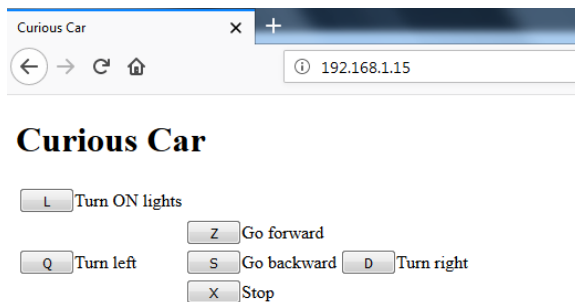 Curious Car
192.168.1.15
Curious Car
L Turn ON lights
Z Go forward
Q Turn left S Go backward D Turn right
X Stop